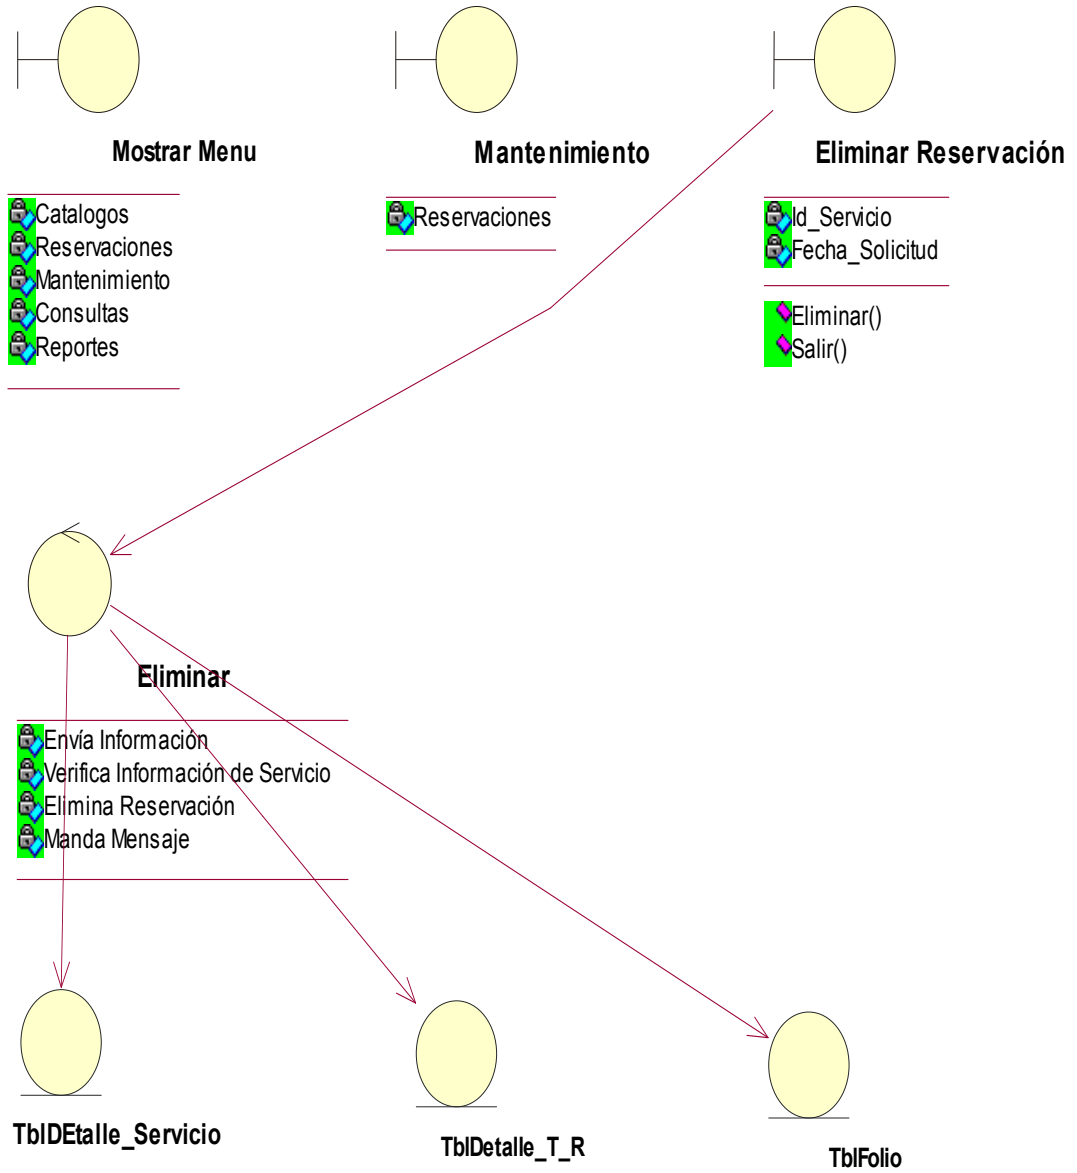 Mostrar Menu
Catalogos
Reservaciones
Mantenimiento
Consultas
Reportes
Mantenimiento
Reservaciones
Eliminar Reservación
Id_Servicio
Fecha_Solicitud
Eliminar()
Salir()
Eliminar
Envía Información
Verifica Información de Servicio
Elimina Reservación
Manda Mensaje
TblDEtalle_Servicio
TblDetalle_T_R
TblFolio